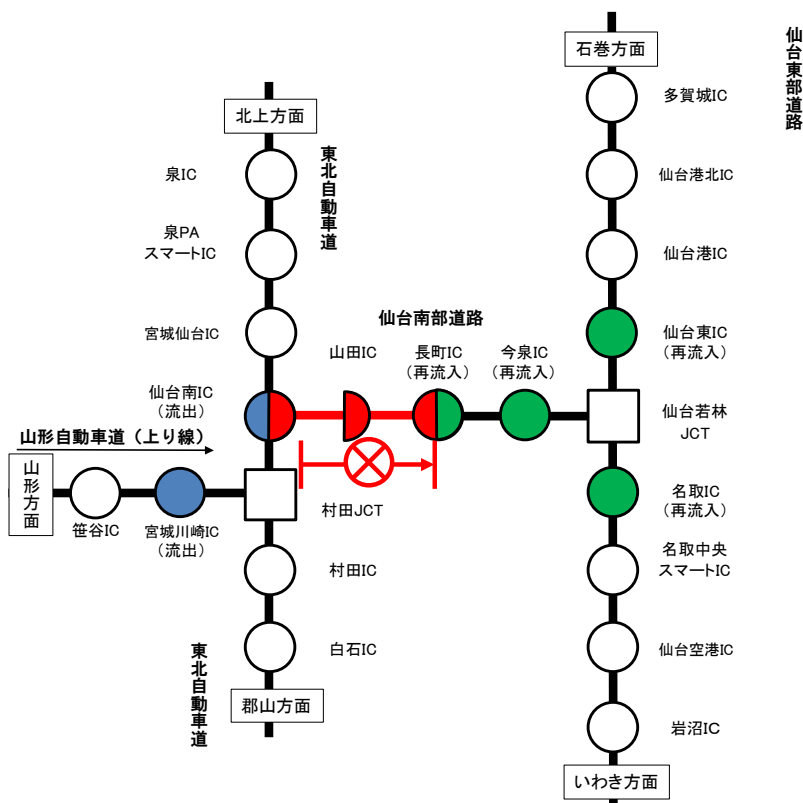 石巻方面
仙台東部道路
多賀城IC
北上方面
東北自動車道
泉IC
仙台港北IC
泉PA
スマートIC
仙台港IC
仙台南部道路
宮城仙台IC
山田IC
長町IC
(再流入)
今泉IC
(再流入)
仙台東IC
(再流入)
仙台南IC
(流出)
仙台若林
JCT
山形自動車道（上り線）
山形方面
笹谷IC
宮城川崎IC
(流出)
村田JCT
名取IC
(再流入)
村田IC
名取中央
スマートIC
東北自動車道
白石IC
仙台空港IC
郡山方面
岩沼IC
いわき方面